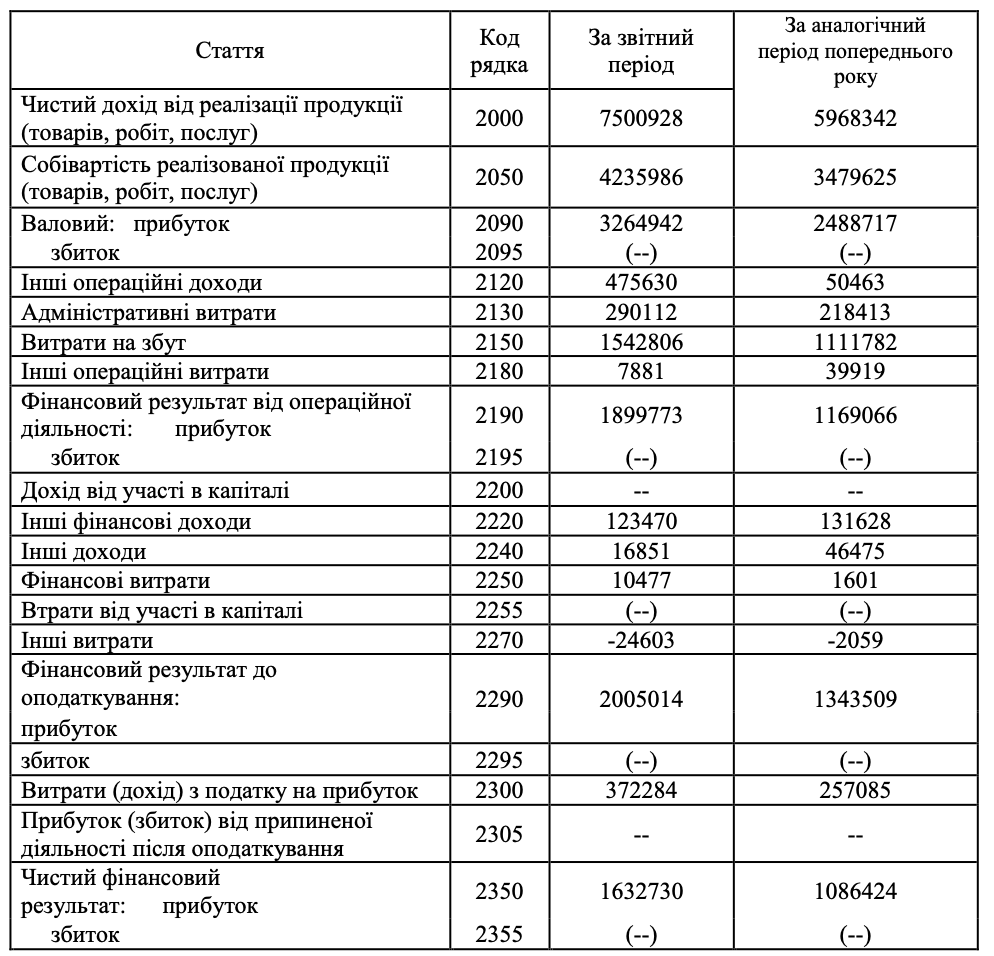 Стаття Код рядка За звітний період За аналогічний період попереднього року
Чистий дохід від реалізації продукції
(товарів, робіт, послуг) 2000 7500928 5968342
Собівартість реалізованої продукції
(товарів, робіт, послуг) 2050 4235986 3479625
Валовий: прибуток 2090 3264942 2488717
збиток 2095 (--) (--)
Інші операційні доходи 2120 475630 50463
Адміністративні витрати 2130 290112 218413
Витрати на збут 2150 1542806 1111782
Інші операційні витрати 2180 7881 39919
Фінансовий результат від операційної
діяльності: прибуток 2190 1899773 1169066
збиток 2195 (--) (--)
Дохід від участі в капіталі 2200 -- --
Інші фінансові доходи 2220 123470 131628
Інші доходи 2240 16851 46475
Фінансові витрати 2250 10477 1601
Втрати від участі в капіталі 2255 (--) (--)
Інші витрати 2270 -24603 -2059
Фінансовий результат до
оподаткування: 2290 2005014 1343509
прибуток
збиток 2295 (--) (--)
Витрати (дохід) з податку на прибуток 2300 372284 257085
Прибуток (збиток) від припиненої
діяльності після оподаткування 2305 -- --
Чистий фінансовий
результат: прибуток 2350 1632730 1086424
збиток 2355 (--) (--)